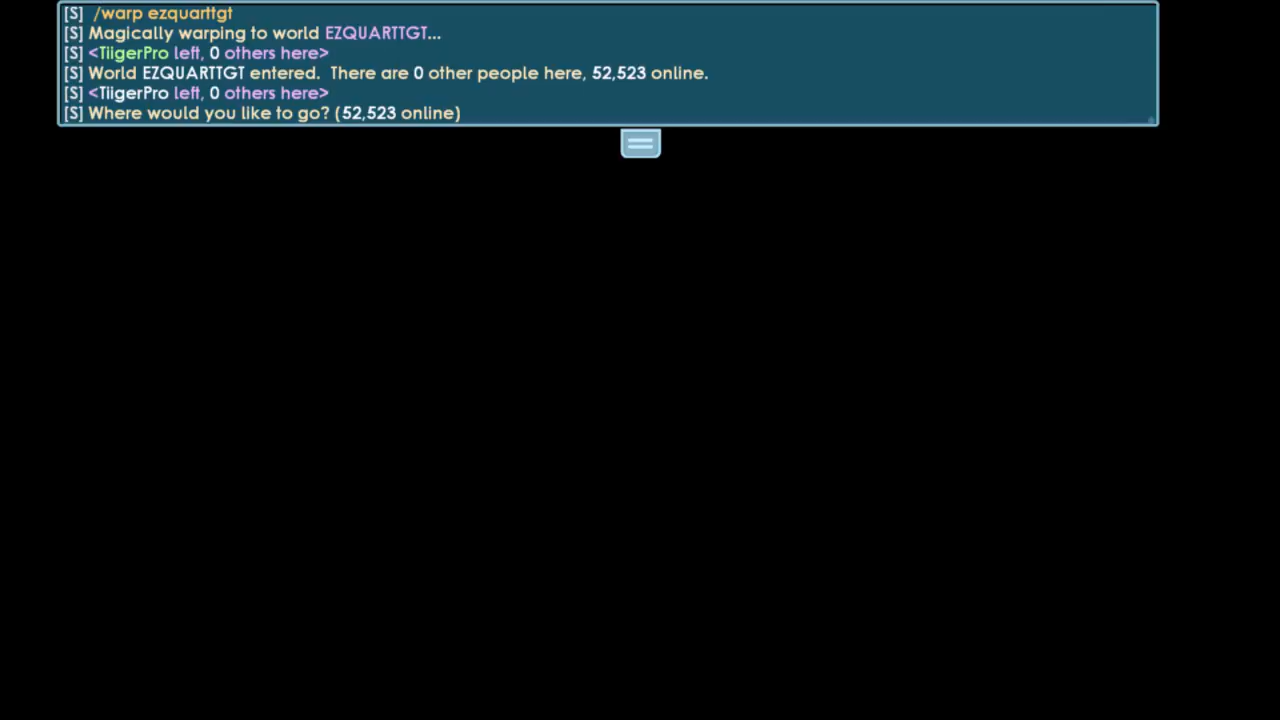 [S] /warp ezquarttgt
[S] Magically warping to world EZQUARTTGT...
[S] <TiigerPro left, 0 others here>
[S] World EZQUARTTGT entered. There are 0 other people here, 52,523 online.
[S] <TiigerPro left, 0 others here>
[S] Where would you like to go? (52,523 online)